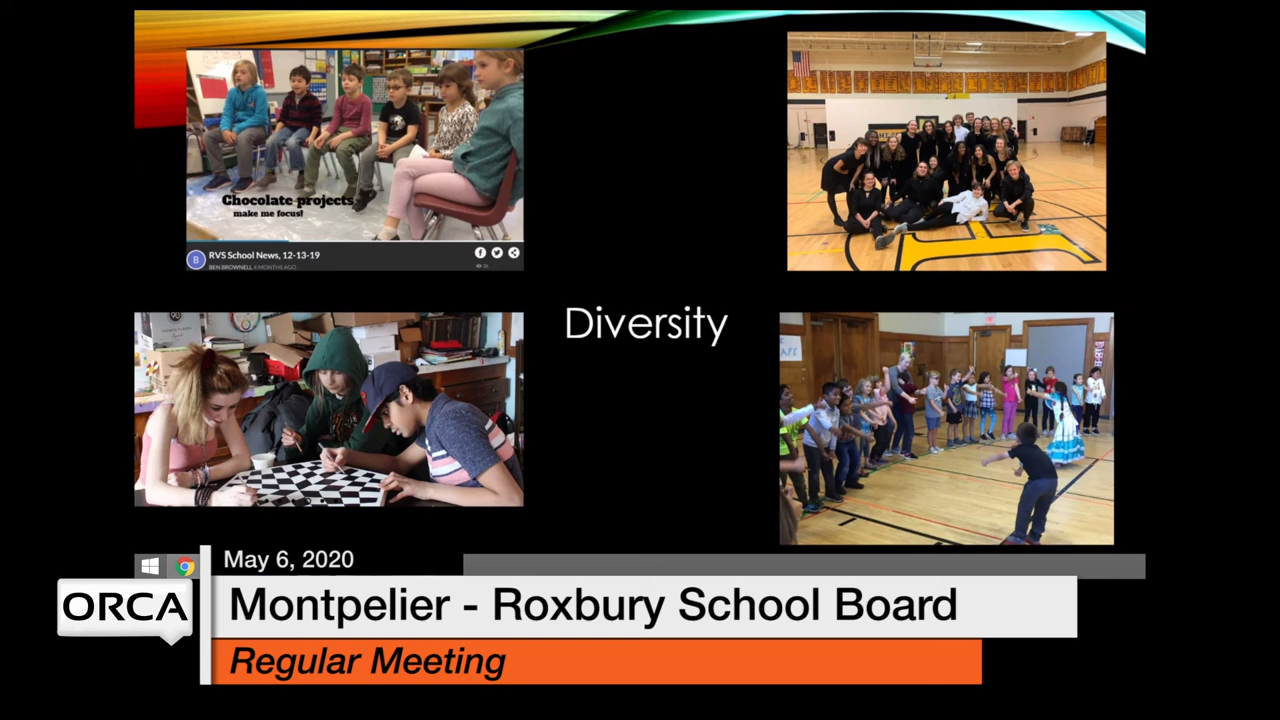 Chocolate projects
make me focus!
B
RVS School News, 12-13-19
BEN BROWNELL 4 MONTHS AGO
36
Diversity
May 6, 2020
ORCA
Montpelier - Roxbury School Board
Regular Meeting